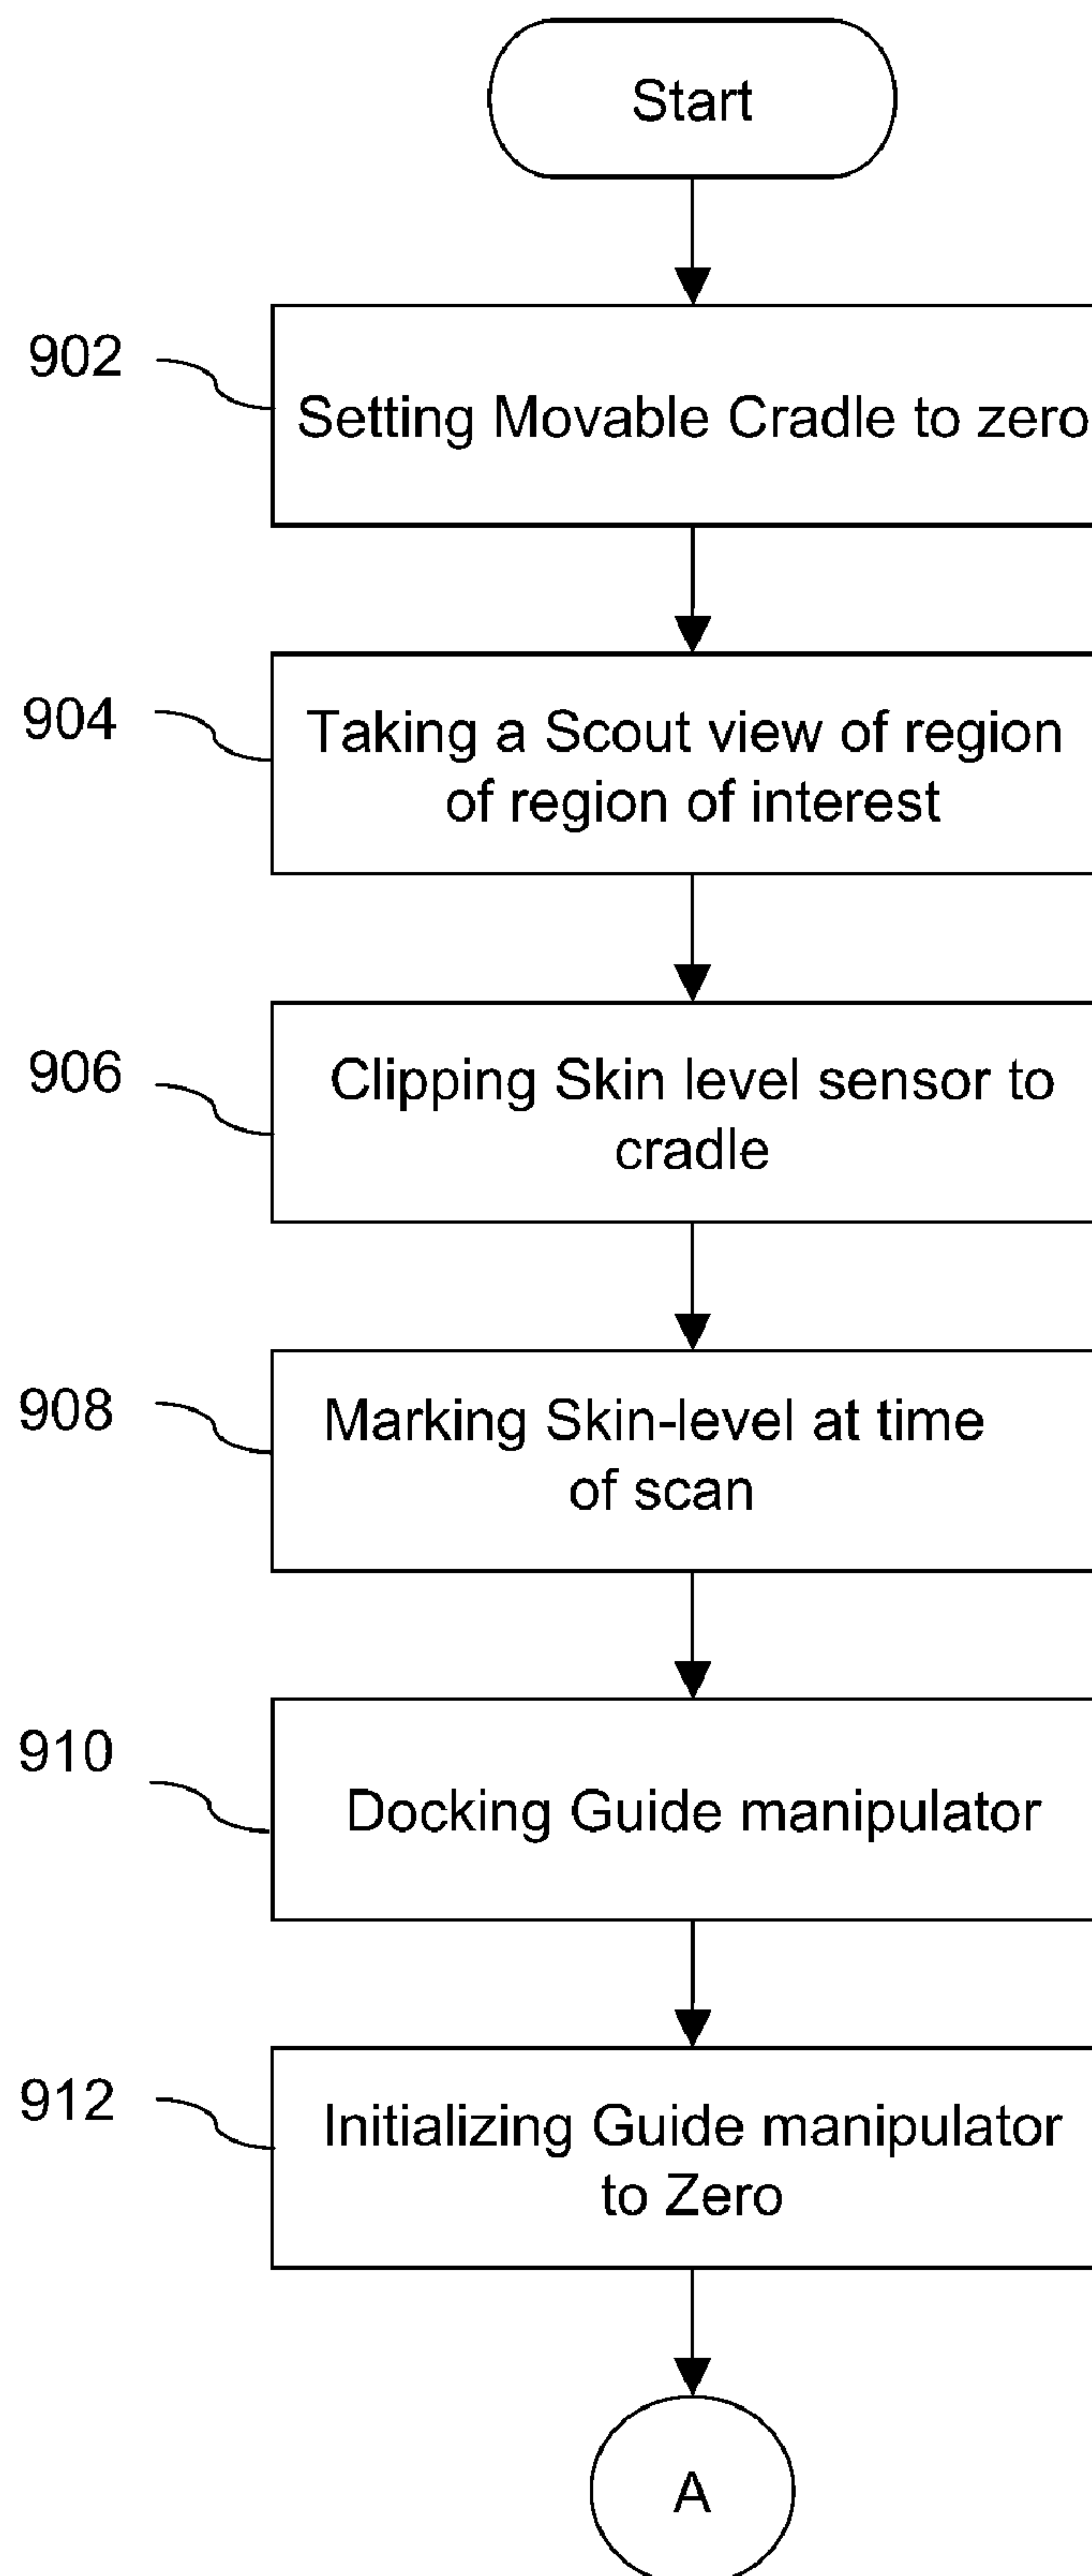 Start
902
Setting Movable Cradle to zero
904
Taking a Scout view of region
of region of interest
906
Clipping Skin level sensor to
cradle
908
Marking Skin-level at time
of scan
910
Docking Guide manipulator
912
Initializing Guide manipulator
to Zero
A